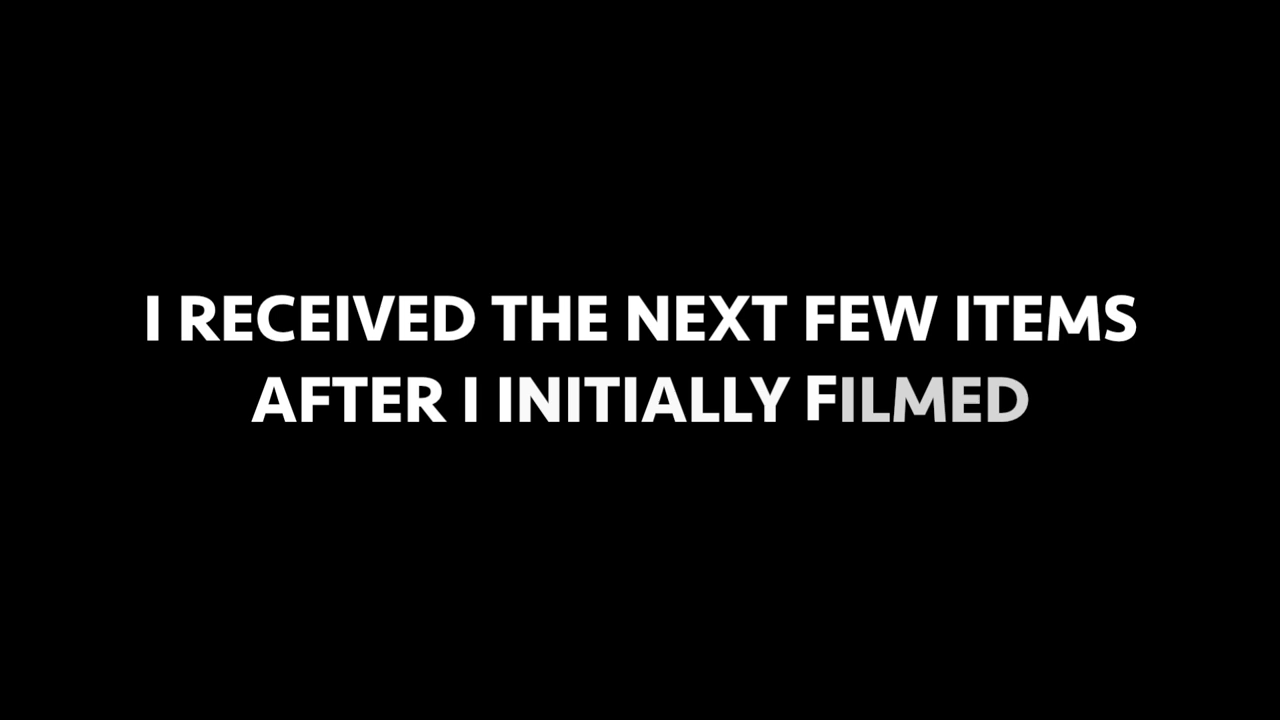 I RECEIVED THE NEXT FEW ITEMS
AFTER I INITIALLY FILMED